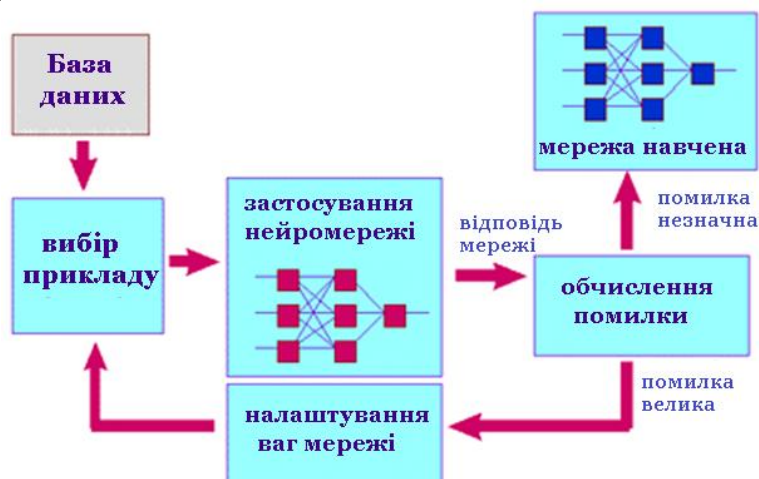 База
даних
вибір
прикладу
застосування
нейромережі
відповідь
мережі
мережа навчена
помилка
незначна
обчислення
помилки
помилка
велика
налаштування
ваг мережі